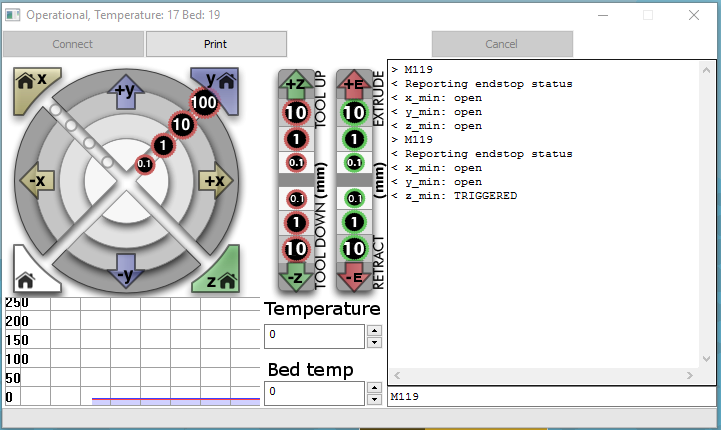 Operational, Temperature: 17 Bed: 19
Connect
Print
Cancel
x
+y
y
100
10
1
0.1
-x
+x
-y
z
+Z
10
1
0.1
0.1
1
10
-Z
TOOL UP
(mm)
TOOL DOWN
+E
10
1
0.1
0.1
1
10
-E
EXTRUDE
(mm)
RETRACT
> M119
< Reporting endstop status
< x_min: open
< y_min: open
< z_min: open
> M119
< Reporting endstop status
< x_min: open
< y_min: open
< z_min: TRIGGERED
250
200
150
100
50
0
Temperature
0
Bed temp
0
M119